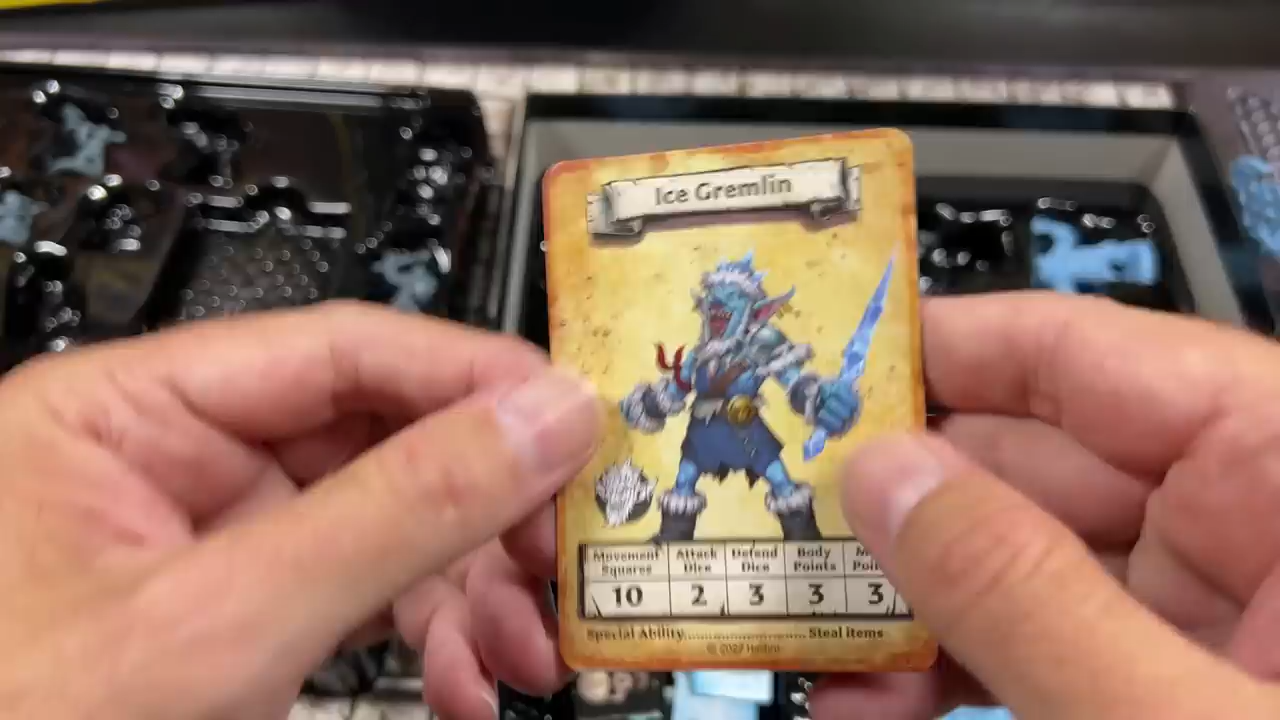 Ice Gremlin
Movement Squares Attack Dice Defend Dice Body Points
10 2 3 3 3
Special Ability........................ Steal items